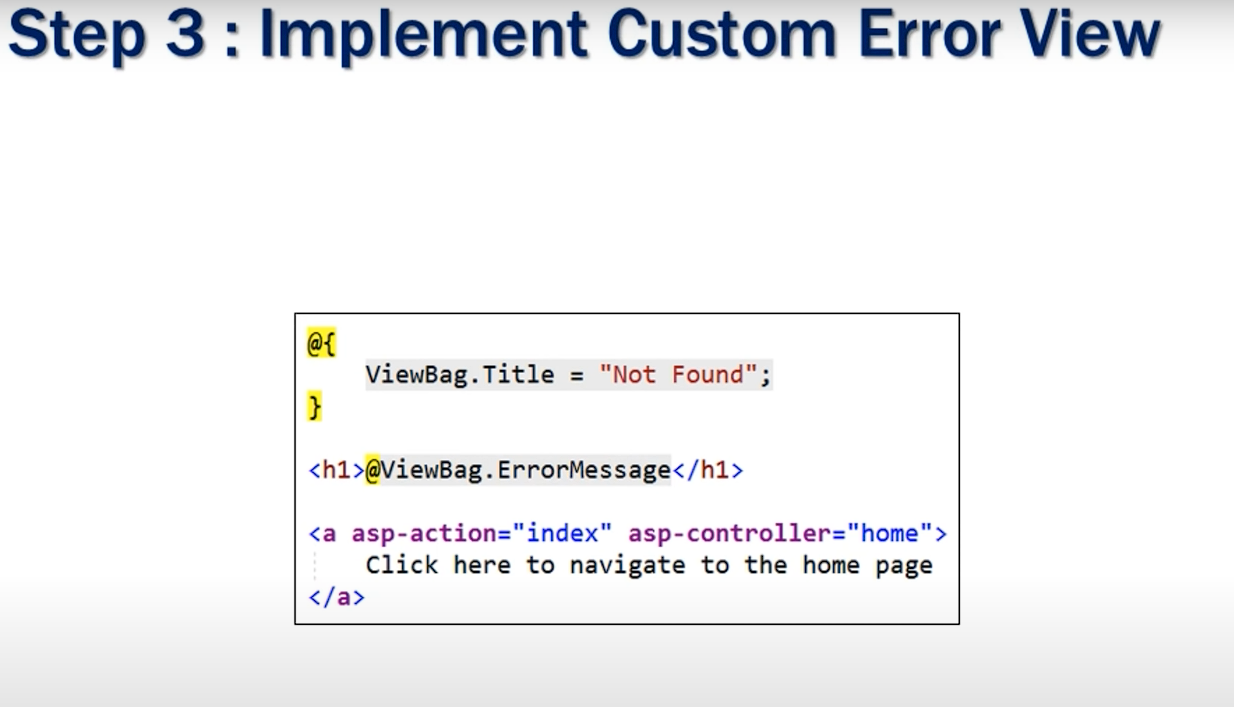 Step 3 : Implement Custom Error View
@{
    ViewBag.Title = "Not Found";
}
<h1>@ViewBag.ErrorMessage</h1>
<a asp-action="index" asp-controller="home">
    Click here to navigate to the home page
</a>